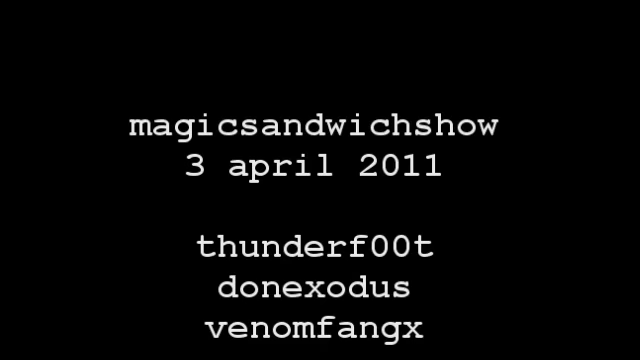 magicsandwichshow
3 april 2011
thunderf00t
donexodus
venomfangx